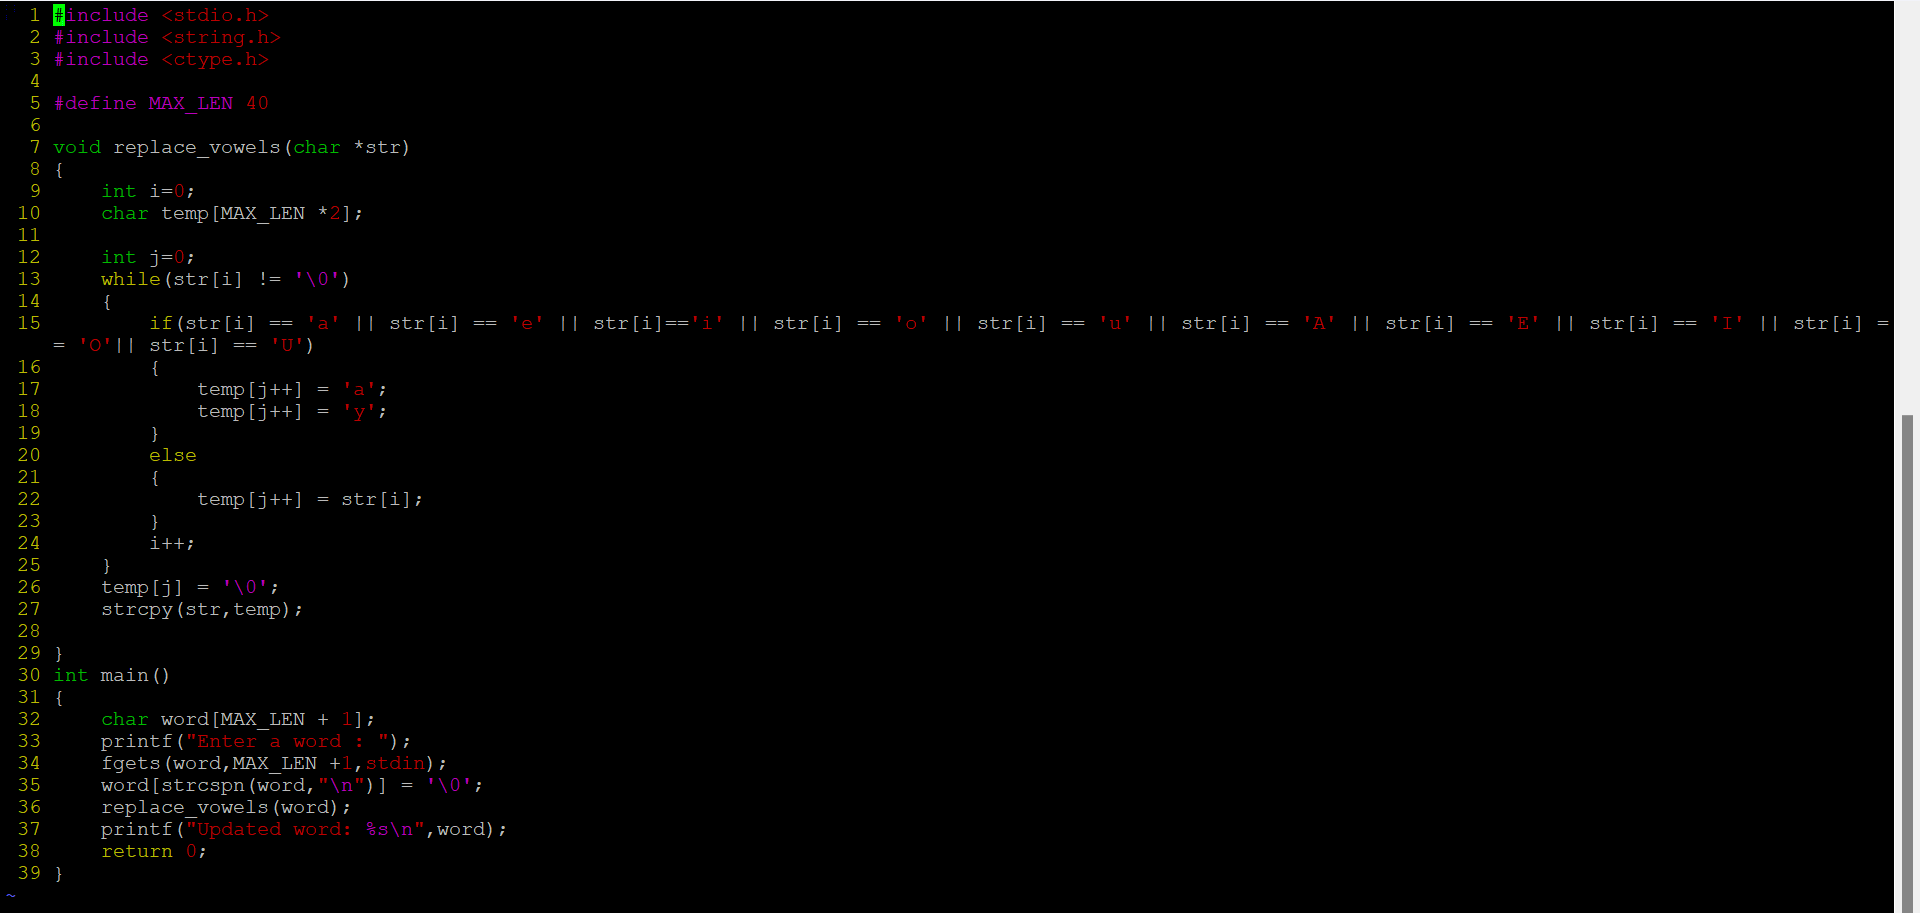 1 #include <stdio.h>
2 #include <string.h>
3 #include <ctype.h>
4
5 #define MAX_LEN 40
6
7 void replace_vowels(char *str)
8 {
9     int i=0;
10     char temp[MAX_LEN *2];
11
12     int j=0;
13     while(str[i] != '\0')
14     {
15         if(str[i] == 'a' || str[i] == 'e' || str[i]=='i' || str[i] == 'o' || str[i] == 'u' || str[i] == 'A' || str[i] == 'E' || str[i] == 'I' || str[i] =
= 'O'|| str[i] == 'U')
16         {
17             temp[j++] = 'a';
18             temp[j++] = 'y';
19         }
20         else
21         {
22             temp[j++] = str[i];
23         }
24         i++;
25     }
26     temp[j] = '\0';
27     strcpy(str,temp);
28
29 }
30 int main()
31 {
32     char word[MAX_LEN + 1];
33     printf("Enter a word : ");
34     fgets(word,MAX_LEN +1,stdin);
35     word[strcspn(word,"\n")] = '\0';
36     replace_vowels(word);
37     printf("Updated word: %s\n",word);
38     return 0;
39 }
~